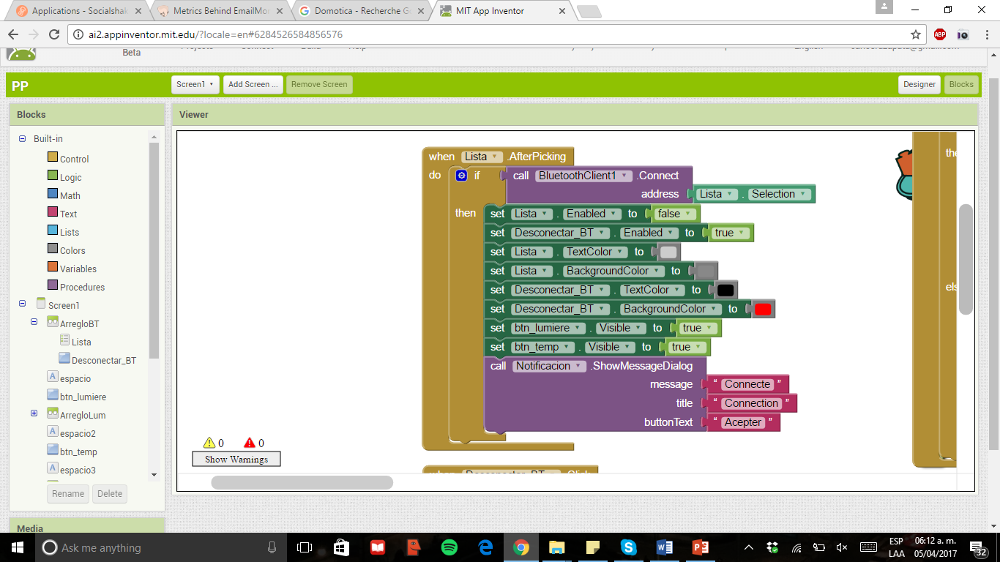 Applications - Socialshak
Metrics Behind EmailMo
Domotica - Recherche G
MIT App Inventor
ai2.appinventor.mit.edu/?locale=en#6284526584856576
ABP
Beta
PP
Screen1
Add Screen ...
Remove Screen
Designer
Blocks
Blocks
Viewer
Built-in
Control
Logic
Math
Text
Lists
Colors
Variables
Procedures
Screen1
ArregloBT
Lista
Desconectar_BT
espacio
btn_lumiere
ArregloLum
espacio2
btn_temp
espacio3
Rename
Delete
Media
when Lista .AfterPicking
do if call BluetoothClient1 .Connect
address Lista . Selection
then set Lista . Enabled to false
set Desconectar_BT . Enabled to true
set Lista . TextColor to
set Lista . BackgroundColor to
set Desconectar_BT . TextColor to
set Desconectar_BT . BackgroundColor to
set btn_lumiere . Visible to true
set btn_temp . Visible to true
call Notificacion .ShowMessageDialog
message " Connecte "
title " Connection "
buttonText " Acepter "
when Desconectar_BT .Click
the
els
0 0
Show Warnings
Ask me anything
ESP
LAA
06:12 a. m.
05/04/2017
32